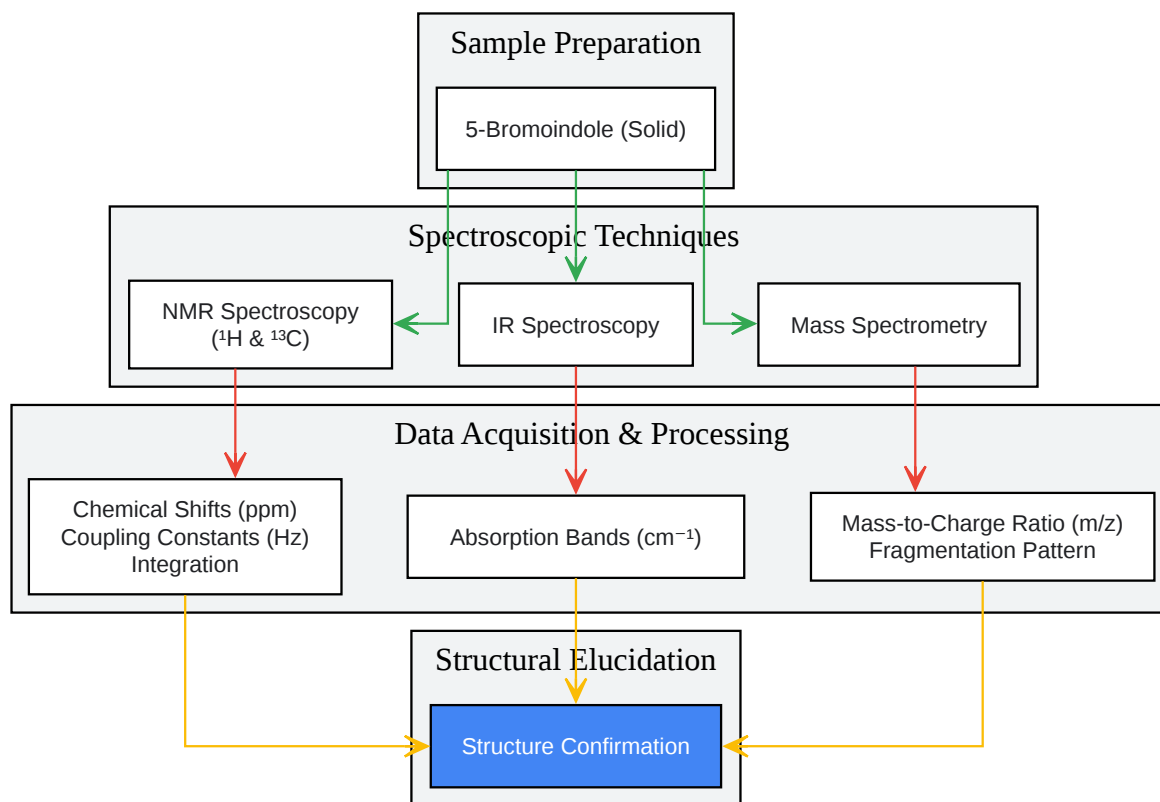 Sample Preparation
5-Bromoindole (Solid)
Spectroscopic Techniques
NMR Spectroscopy
(¹H & ¹³C)
IR Spectroscopy
Mass Spectrometry
Data Acquisition & Processing
Chemical Shifts (ppm)
Coupling Constants (Hz)
Integration
Absorption Bands (cm⁻¹)
Mass-to-Charge Ratio (m/z)
Fragmentation Pattern
Structural Elucidation
Structure Confirmation